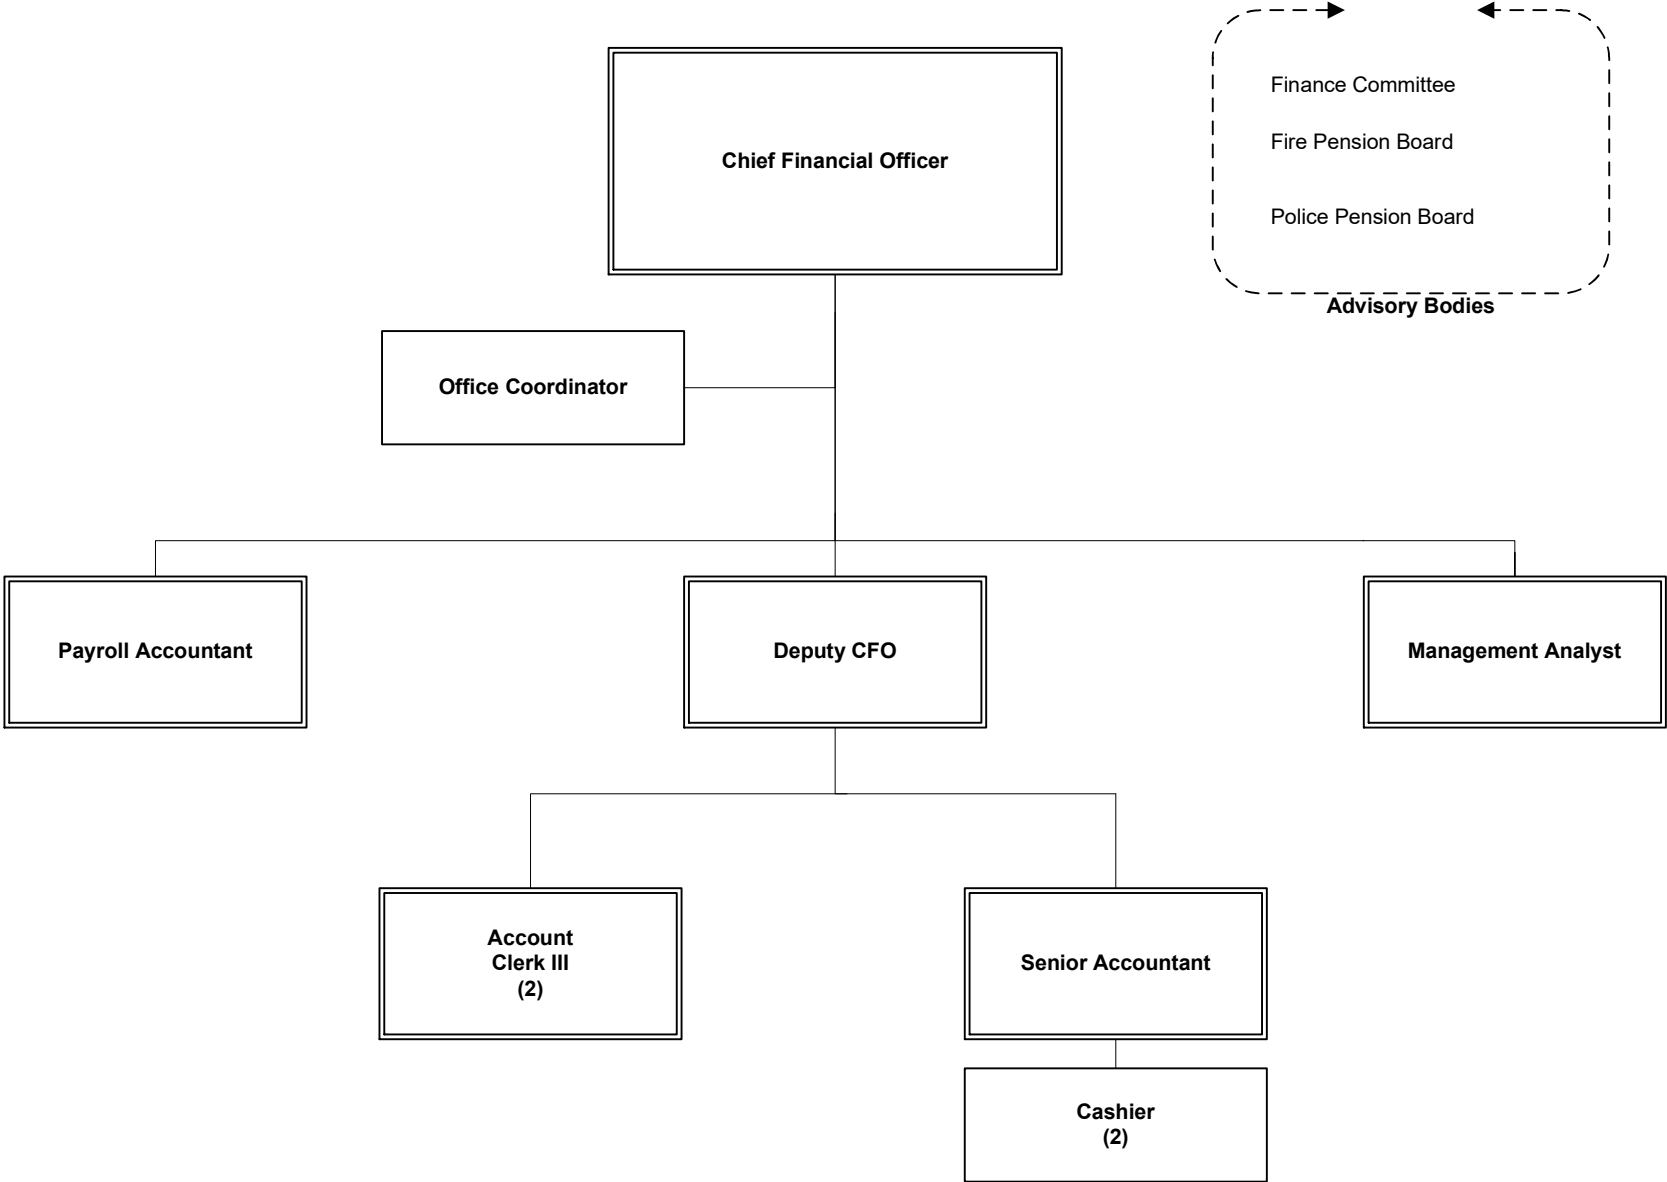 Finance Committee
Fire Pension Board
Police Pension Board
Advisory Bodies
Chief Financial Officer
Office Coordinator
Payroll Accountant
Deputy CFO
Management Analyst
Account
Clerk III
(2)
Senior Accountant
Cashier
(2)